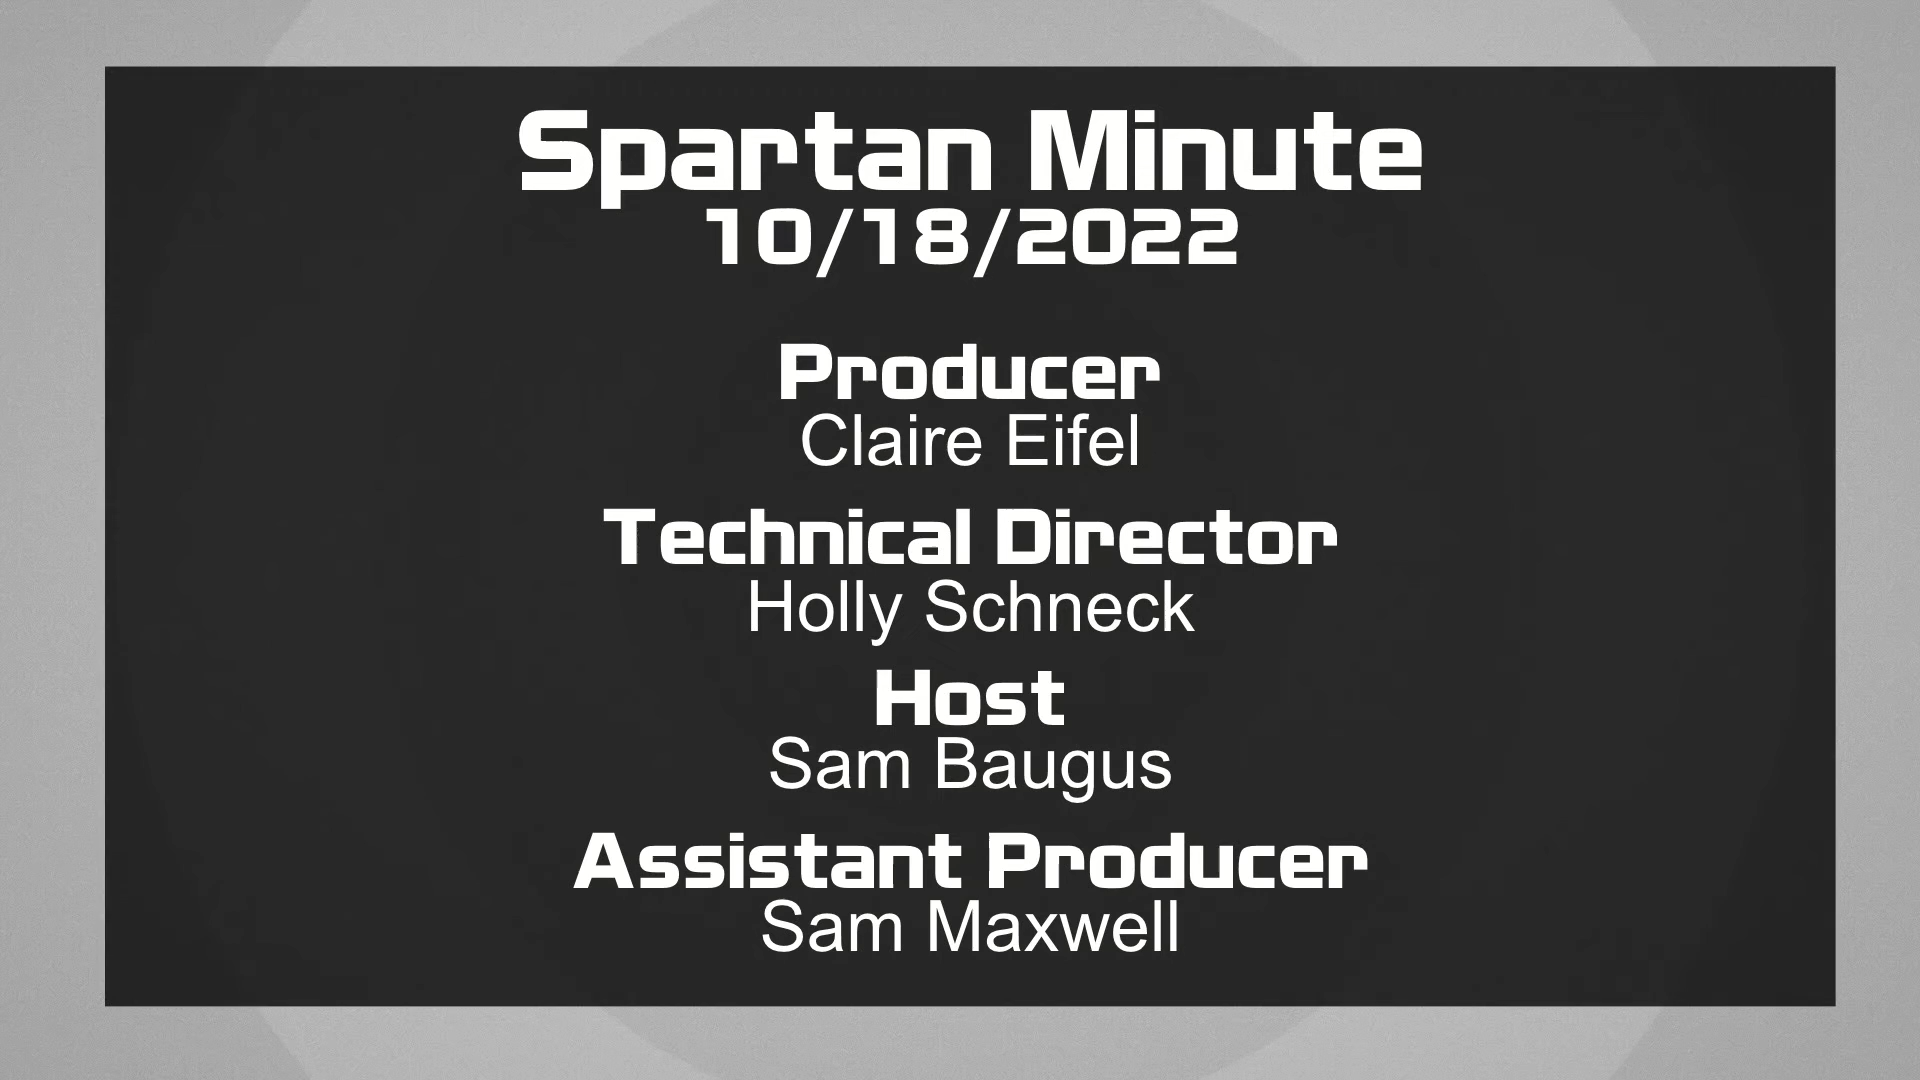 Spartan Minute
10/18/2022
Producer
Claire Eifel
Technical Director
Holly Schneck
Host
Sam Baugus
Assistant Producer
Sam Maxwell